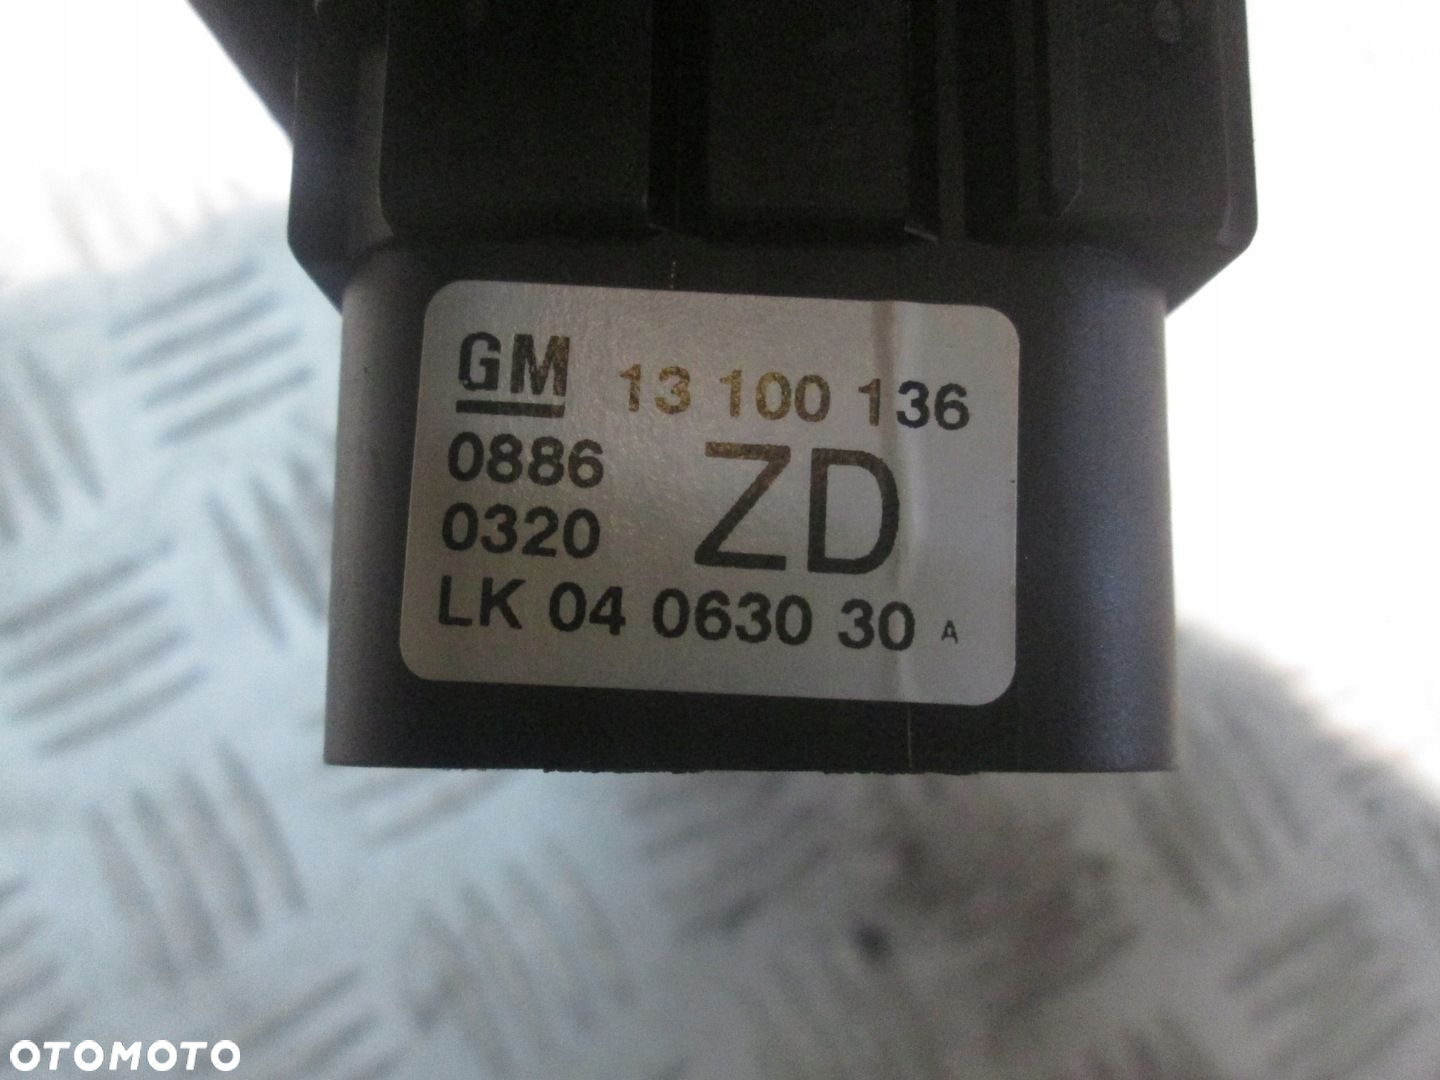 GM 13 100 136
0886 ZD
0320
LK 04 0630 30 A
OTOMOTO